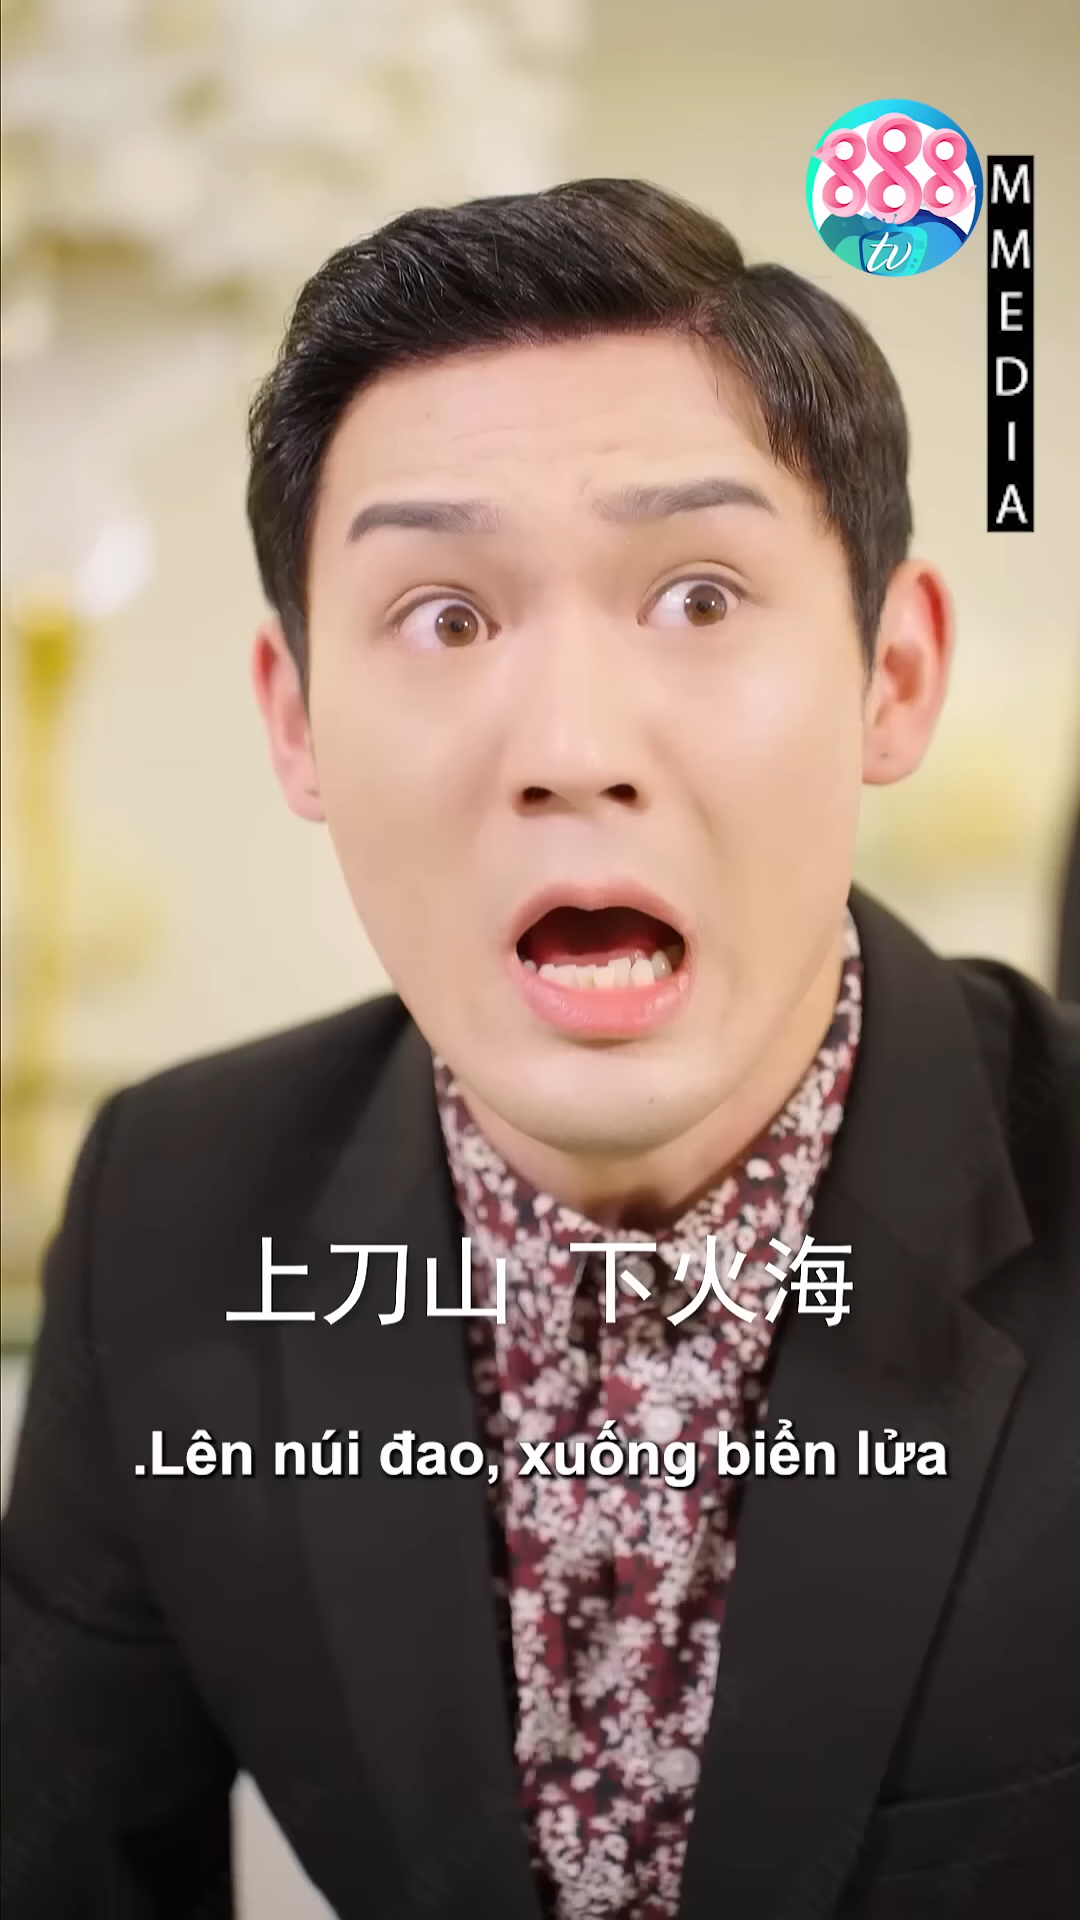 888
tv
MMEDIA
上刀山 下火海
.Lên núi đao, xuống biển lửa